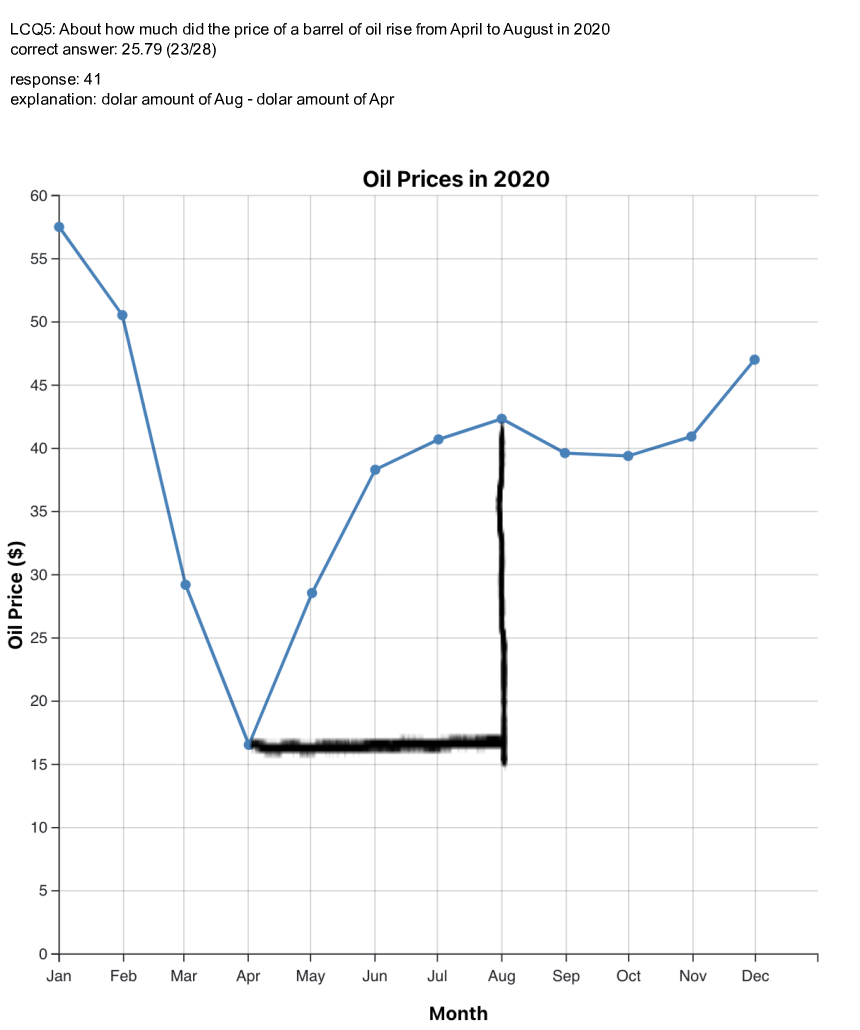 LCQ5: About how much did the price of a barrel of oil rise from April to August in 2020
correct answer: 25.79 (23/28)
response: 41
explanation: dolar amount of Aug - dolar amount of Apr
Oil Prices in 2020
60
55
50
45
40
35
30
25
20
15
10
5
0
Oil Price ($)
Jan Feb Mar Apr May Jun Jul Aug Sep Oct Nov Dec
Month